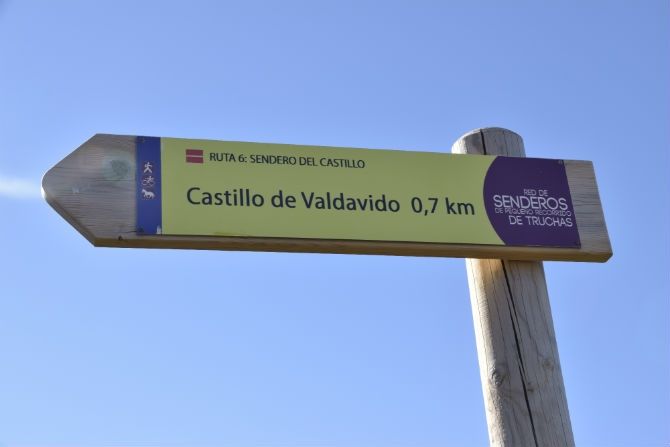 RUTA 6: SENDERO DEL CASTILLO
Castillo de Valdavido 0,7 km
RED DE
SENDEROS
DE PEQUEÑO RECORRIDO
DE TRUCHAS